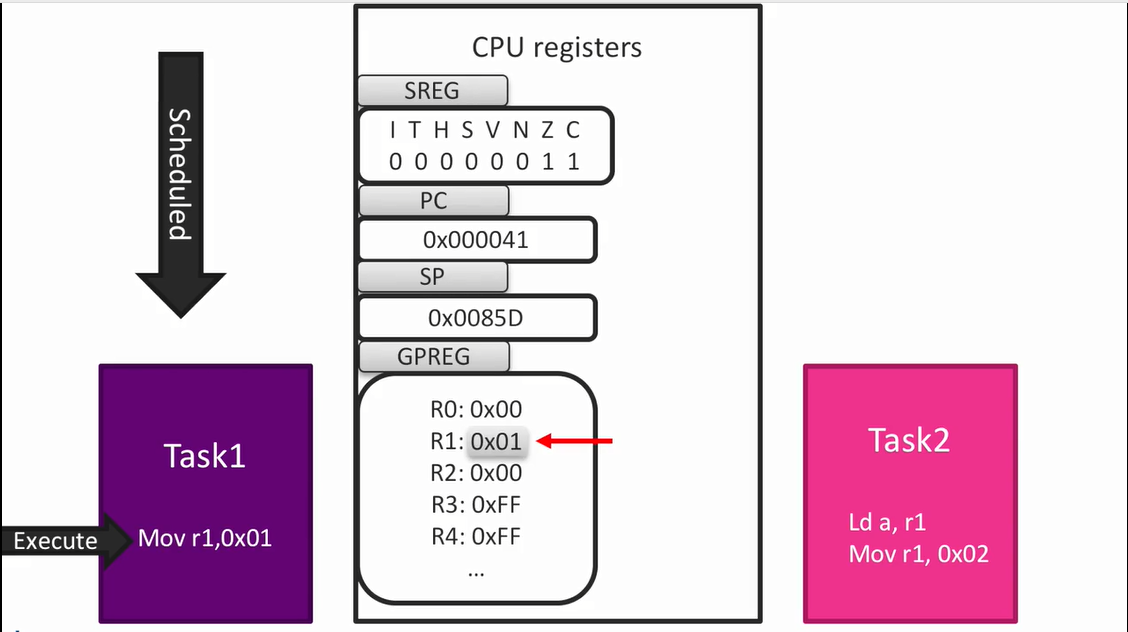 Scheduled
CPU registers
SREG
I T H S V N Z C
0 0 0 0 0 0 1 1
PC
0x000041
SP
0x0085D
GPREG
R0: 0x00
R1: 0x01
R2: 0x00
R3: 0xFF
R4: 0xFF
...
Task1
Execute
Mov r1,0x01
Task2
Ld a, r1
Mov r1, 0x02